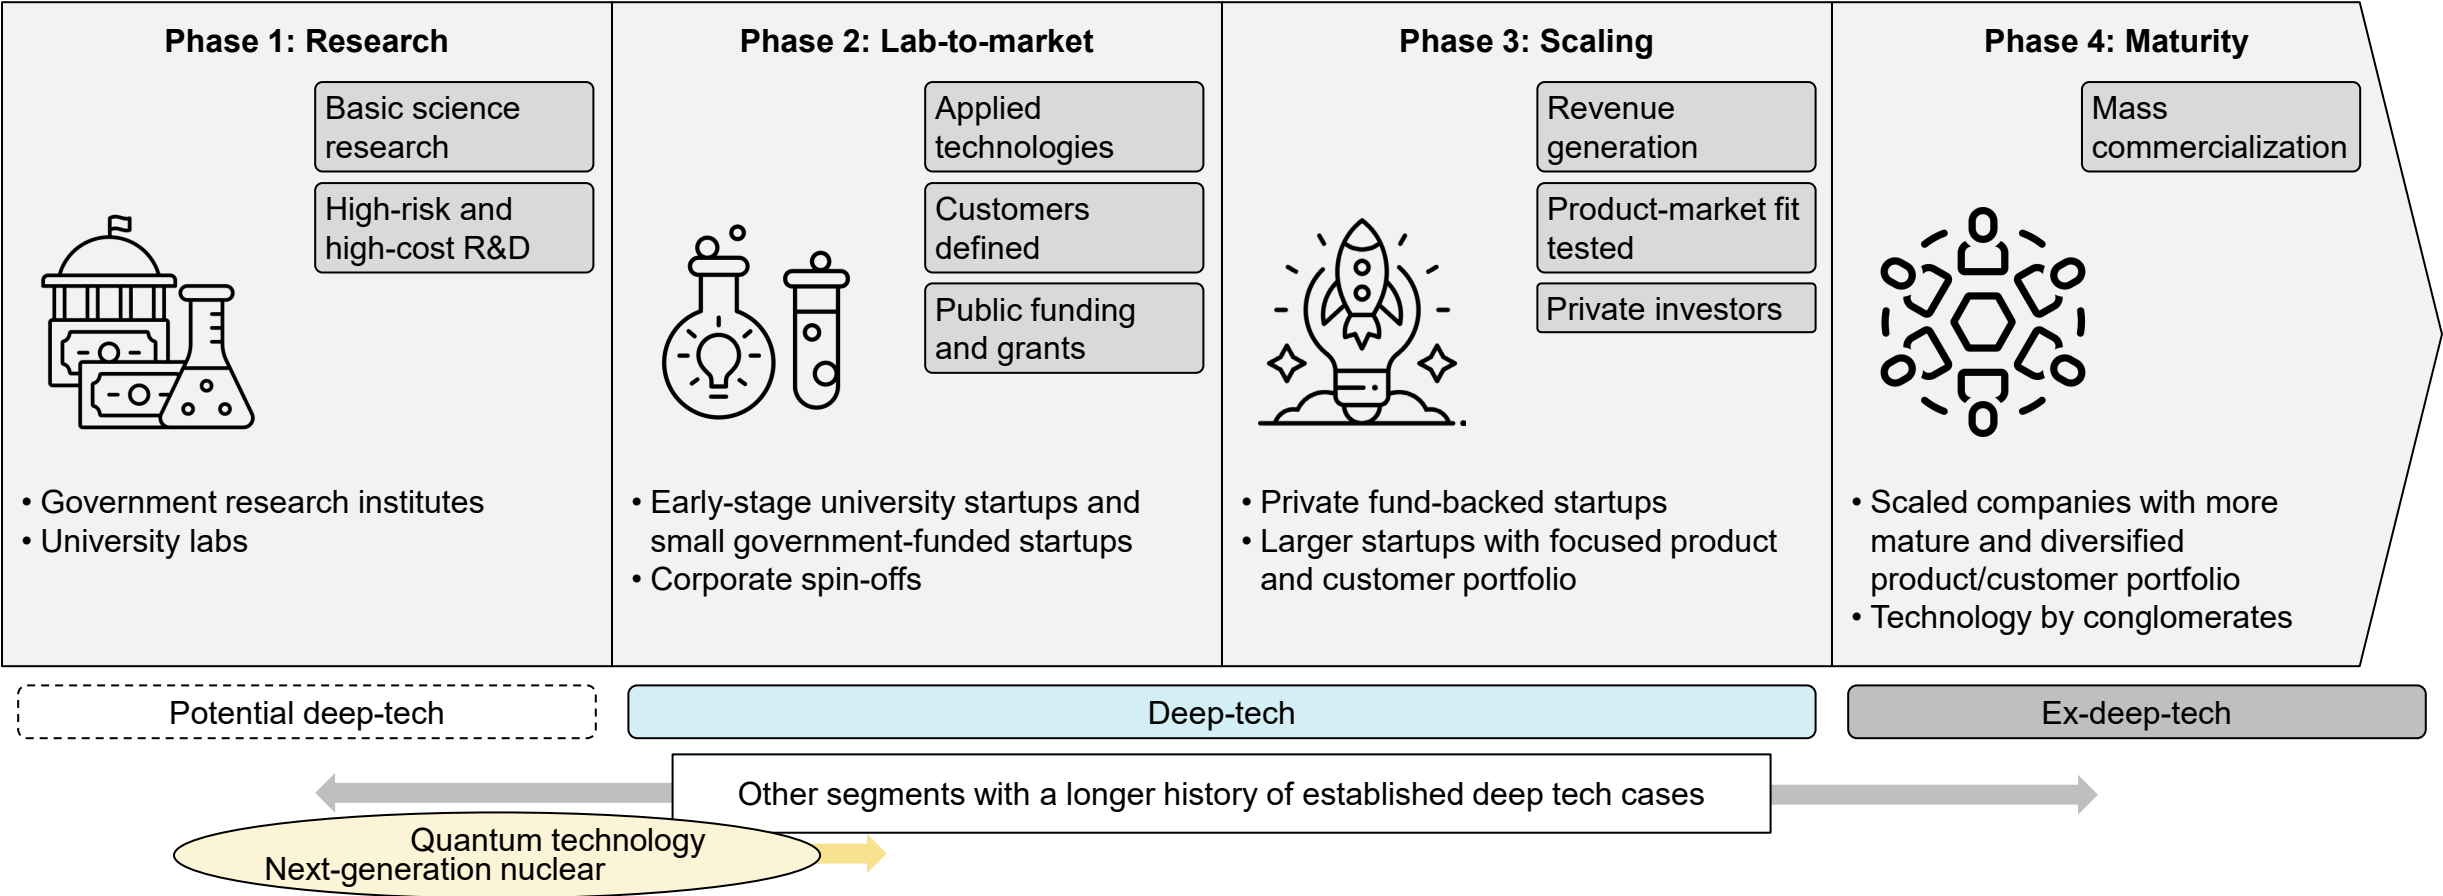 Phase 1: Research
Basic science
research
High-risk and
high-cost R&D
• Government research institutes
• University labs
Phase 2: Lab-to-market
Applied
technologies
Customers
defined
Public funding
and grants
• Early-stage university startups and
small government-funded startups
• Corporate spin-offs
Phase 3: Scaling
Revenue
generation
Product-market fit
tested
Private investors
• Private fund-backed startups
• Larger startups with focused product
and customer portfolio
Phase 4: Maturity
Mass
commercialization
• Scaled companies with more
mature and diversified
product/customer portfolio
• Technology by conglomerates
Potential deep-tech
Deep-tech
Ex-deep-tech
Other segments with a longer history of established deep tech cases
Quantum technology
Next-generation nuclear